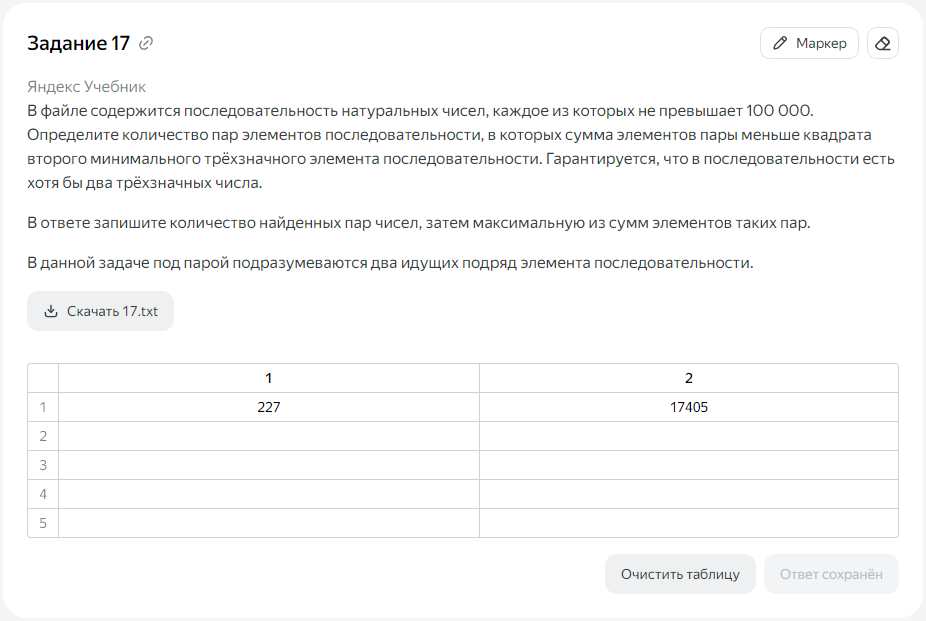 Задание 17
Маркер
Яндекс Учебник
В файле содержится последовательность натуральных чисел, каждое из которых не превышает 100 000.
Определите количество пар элементов последовательности, в которых сумма элементов пары меньше квадрата
второго минимального трёхзначного элемента последовательности. Гарантируется, что в последовательности есть
хотя бы два трёхзначных числа.
В ответе запишите количество найденных пар чисел, затем максимальную из сумм элементов таких пар.
В данной задаче под парой подразумеваются два идущих подряд элемента последовательности.
Скачать 17.txt
1 2
1 227 17405
2
3
4
5
Очистить таблицу Ответ сохранён